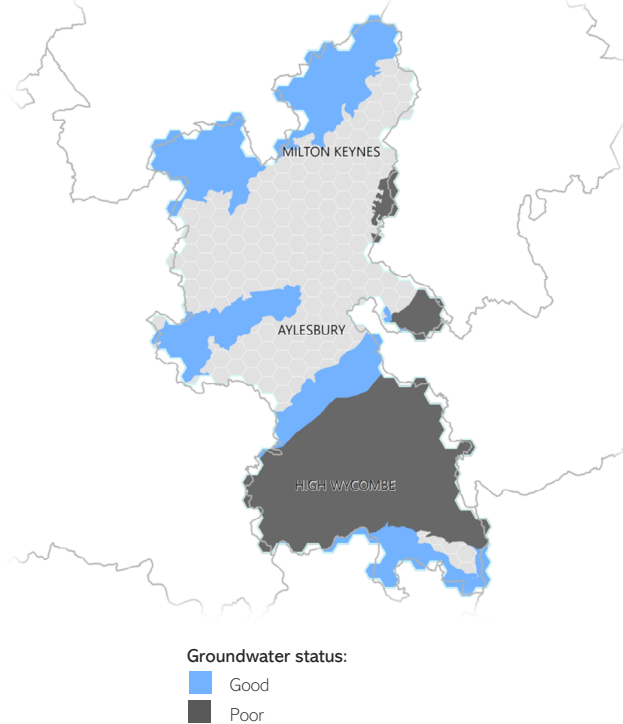 MILTON KEYNES
AYLESBURY
HIGH WYCOMBE
Groundwater status:
Good
Poor